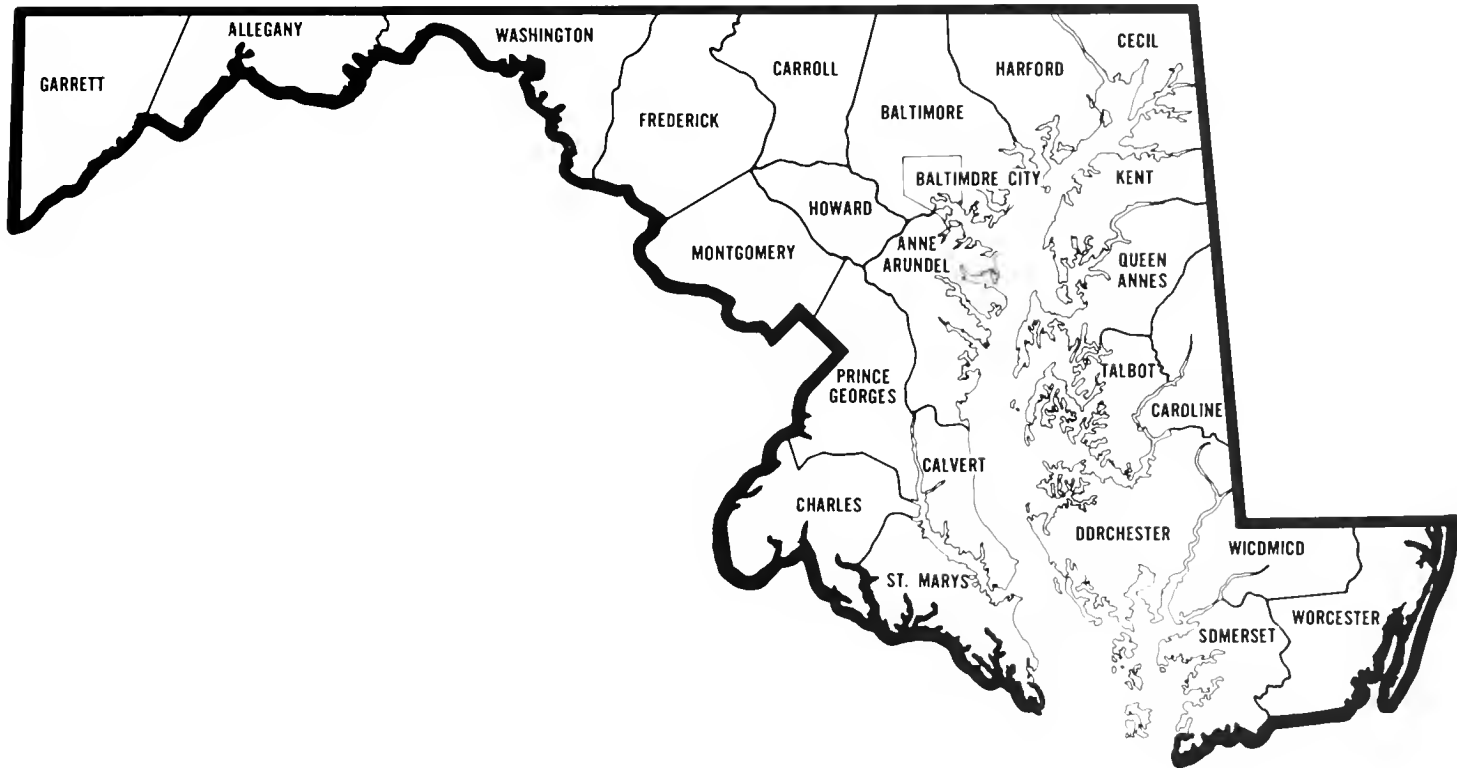 GARRETT
ALLEGANY
WASHINGTON
FREDERICK
CARROLL
BALTIMORE
HARFORD
CECIL
BALTIMDRE CITY
KENT
HOWARD
MONTGOMERY
ANNE
ARUNDEL
QUEEN
ANNES
PRINCE
GEORGES
TALBOT
CAROLINE
CALVERT
CHARLES
DDRCHESTER
WICDMICD
ST. MARYS
SDMERSET
WORCESTER